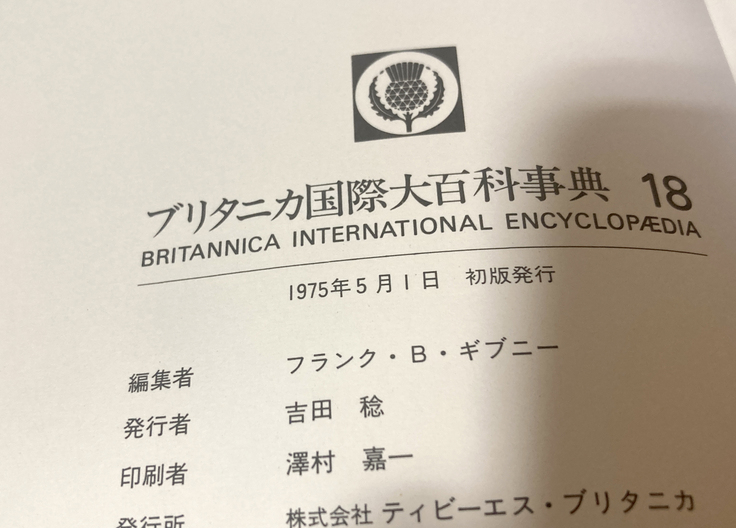 ブリタニカ国際大百科事典 18
BRITANNICA INTERNATIONAL ENCYCLOPÆDIA
1975年5月1日 初版発行
編集者 フランク・B・ギブニー
発行者 吉田 稔
印刷者 澤村 嘉一
発行所 株式会社 ティビーエス・ブリタニカ